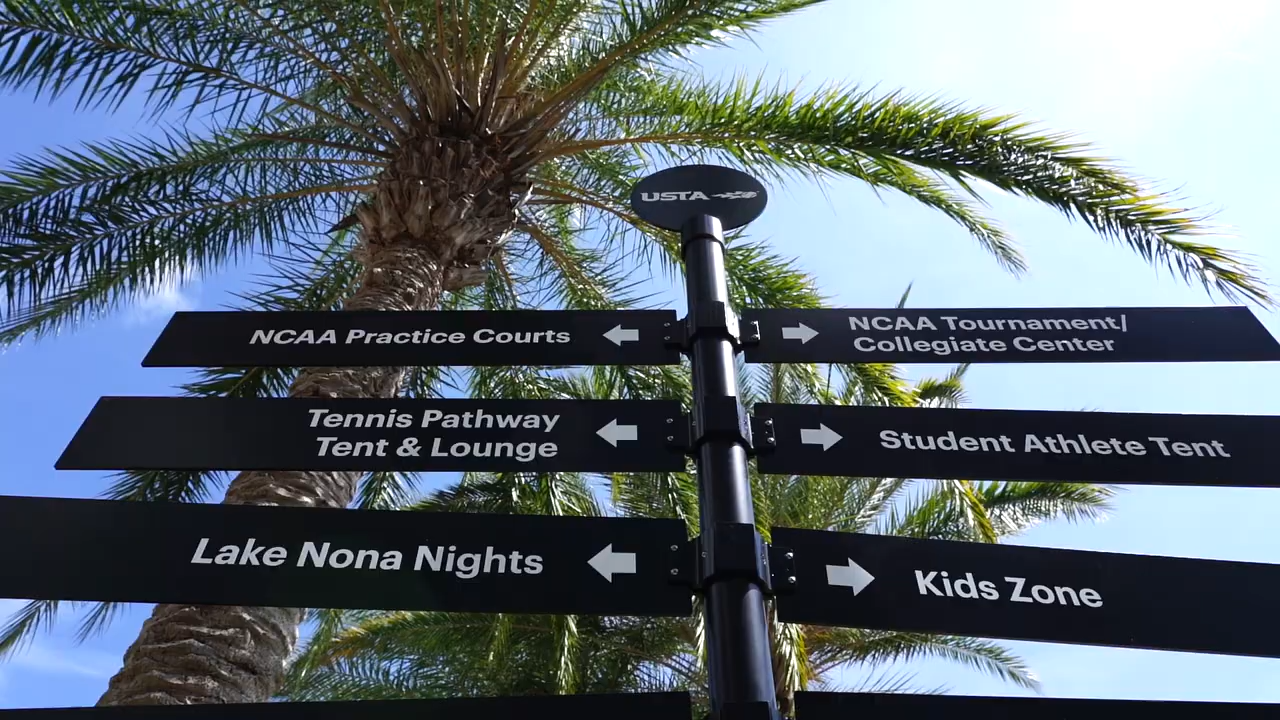 USTA
NCAA Practice Courts
NCAA Tournament/
Collegiate Center
Tennis Pathway
Tent & Lounge
Student Athlete Tent
Lake Nona Nights
Kids Zone